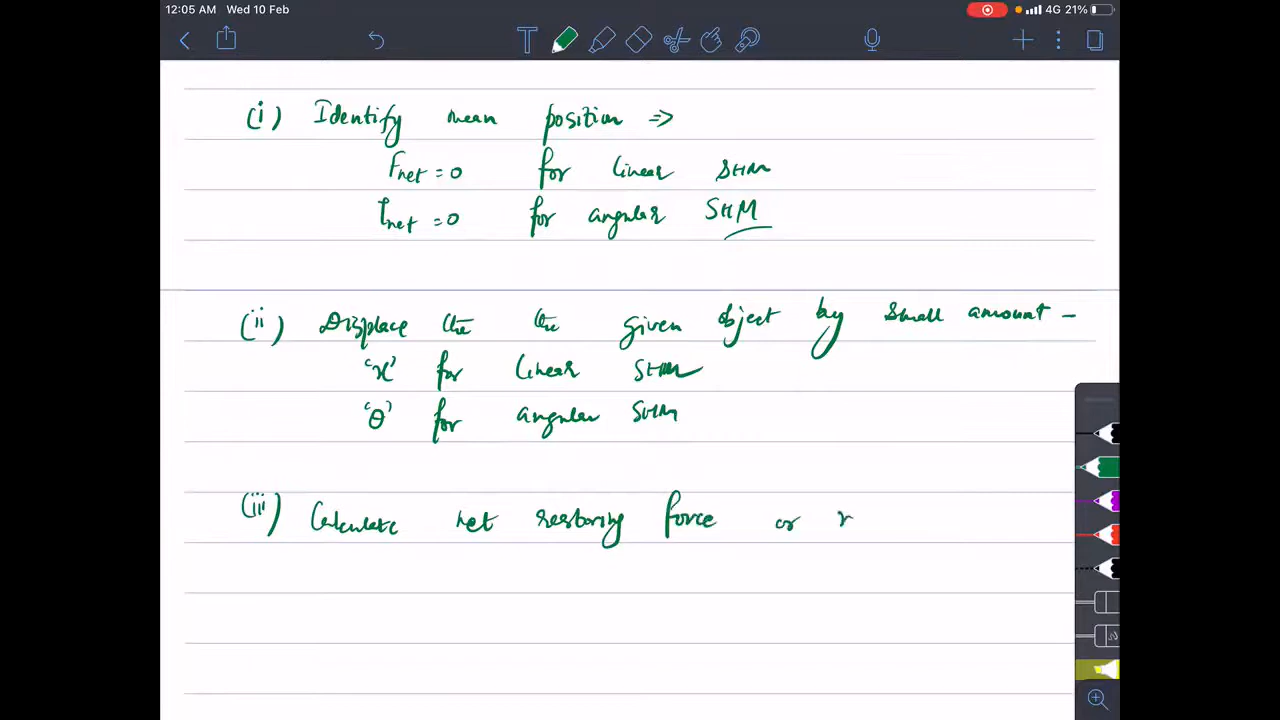 12:05 AM Wed 10 Feb 4G 21%
T
(i) Identify mean position =>
Fnet = 0 for linear SHM
τnet = 0 for angular SHM
(ii) Displace the the given object by small amount -
'x' for linear SHM
'θ' for angular SHM
(iii) Calculate net restoring force or r